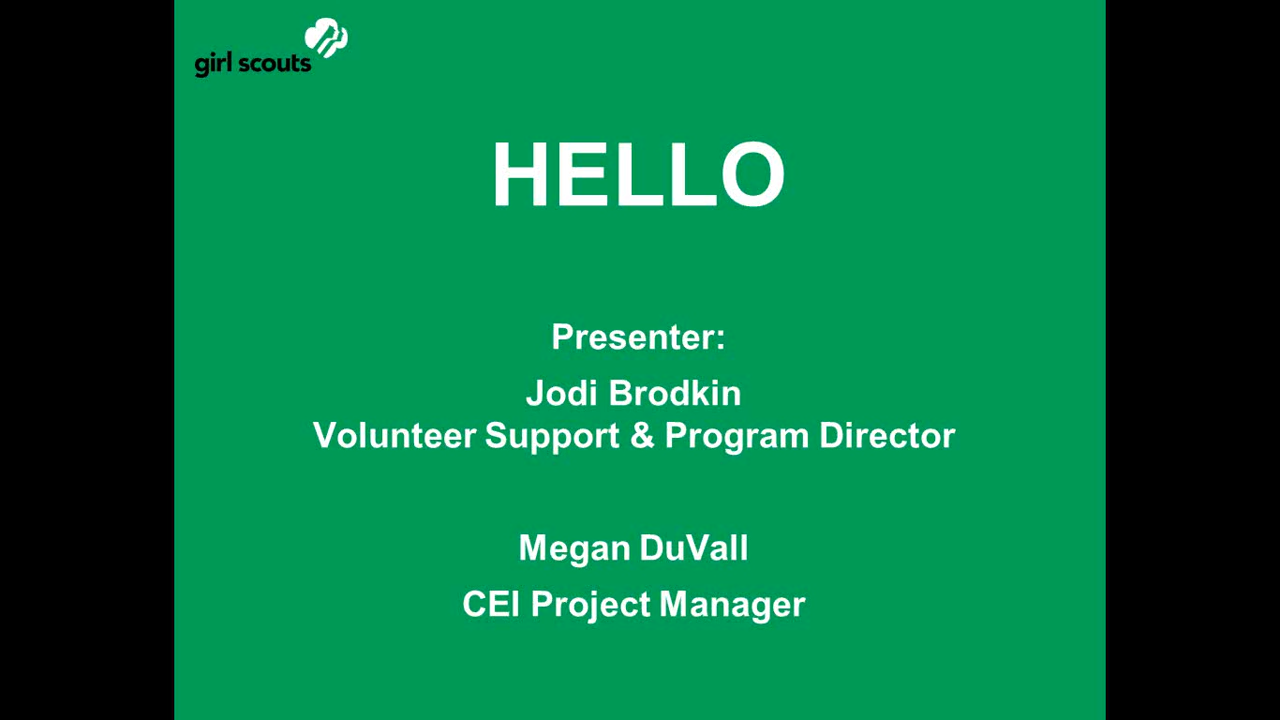 girl scouts
HELLO
Presenter:
Jodi Brodkin
Volunteer Support & Program Director
Megan DuVall
CEI Project Manager